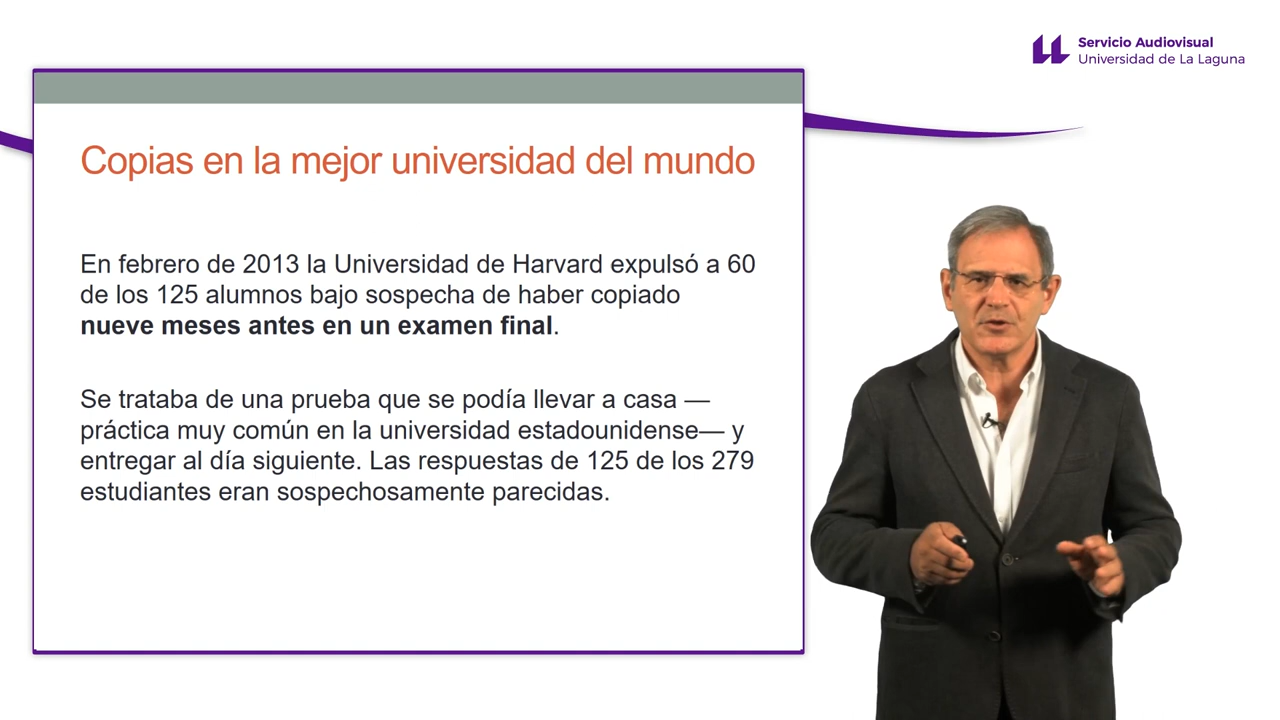 Servicio Audiovisual
Universidad de La Laguna
Copias en la mejor universidad del mundo
En febrero de 2013 la Universidad de Harvard expulsó a 60
de los 125 alumnos bajo sospecha de haber copiado
nueve meses antes en un examen final.
Se trataba de una prueba que se podía llevar a casa —
práctica muy común en la universidad estadounidense— y
entregar al día siguiente. Las respuestas de 125 de los 279
estudiantes eran sospechosamente parecidas.